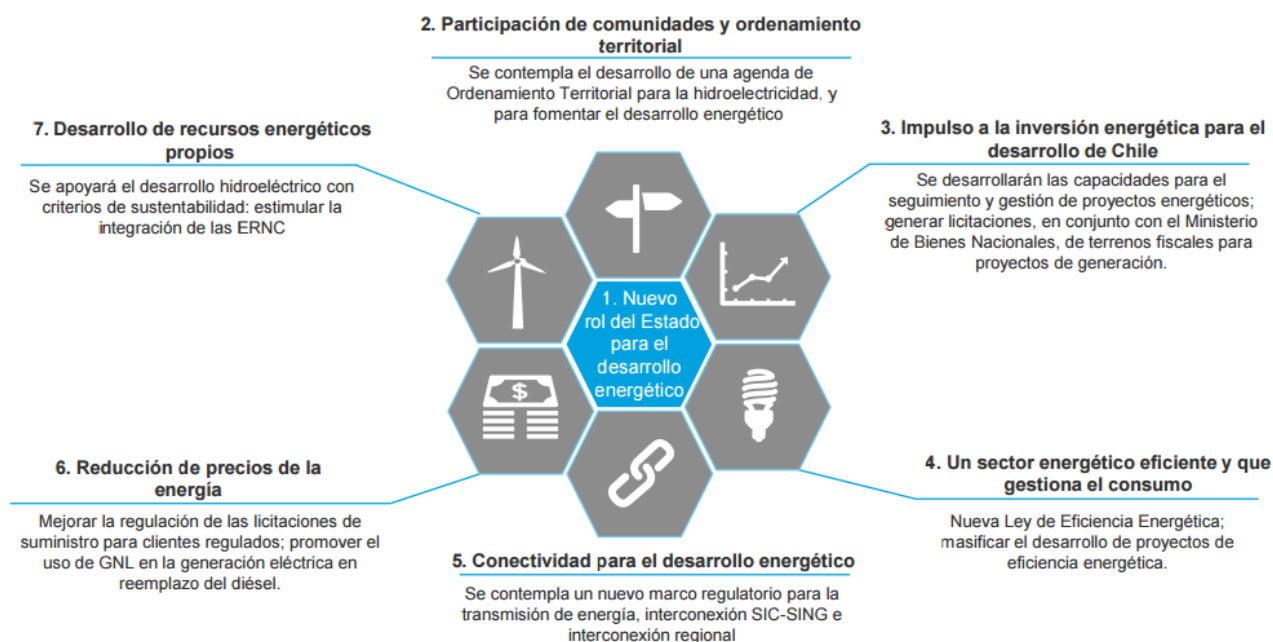 2. Participación de comunidades y ordenamiento
territorial
Se contempla el desarrollo de una agenda de
Ordenamiento Territorial para la hidroelectricidad, y
para fomentar el desarrollo energético
7. Desarrollo de recursos energéticos
propios
Se apoyará el desarrollo hidroeléctrico con
criterios de sustentabilidad: estimular la
integración de las ERNC
3. Impulso a la inversión energética para el
desarrollo de Chile
Se desarrollarán las capacidades para el
seguimiento y gestión de proyectos energéticos;
generar licitaciones, en conjunto con el Ministerio
de Bienes Nacionales, de terrenos fiscales para
proyectos de generación.
1. Nuevo
rol del Estado
para el
desarrollo
energético
$
6. Reducción de precios de la
energía
Mejorar la regulación de las licitaciones de
suministro para clientes regulados; promover el
uso de GNL en la generación eléctrica en
reemplazo del diésel.
4. Un sector energético eficiente y que
gestiona el consumo
Nueva Ley de Eficiencia Energética;
masificar el desarrollo de proyectos de
eficiencia energética.
5. Conectividad para el desarrollo energético
Se contempla un nuevo marco regulatorio para la
transmisión de energía, interconexión SIC-SING e
interconexión regional